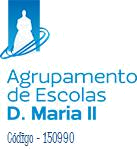 Agrupamento
de Escolas
D. Maria II
Código - 150990